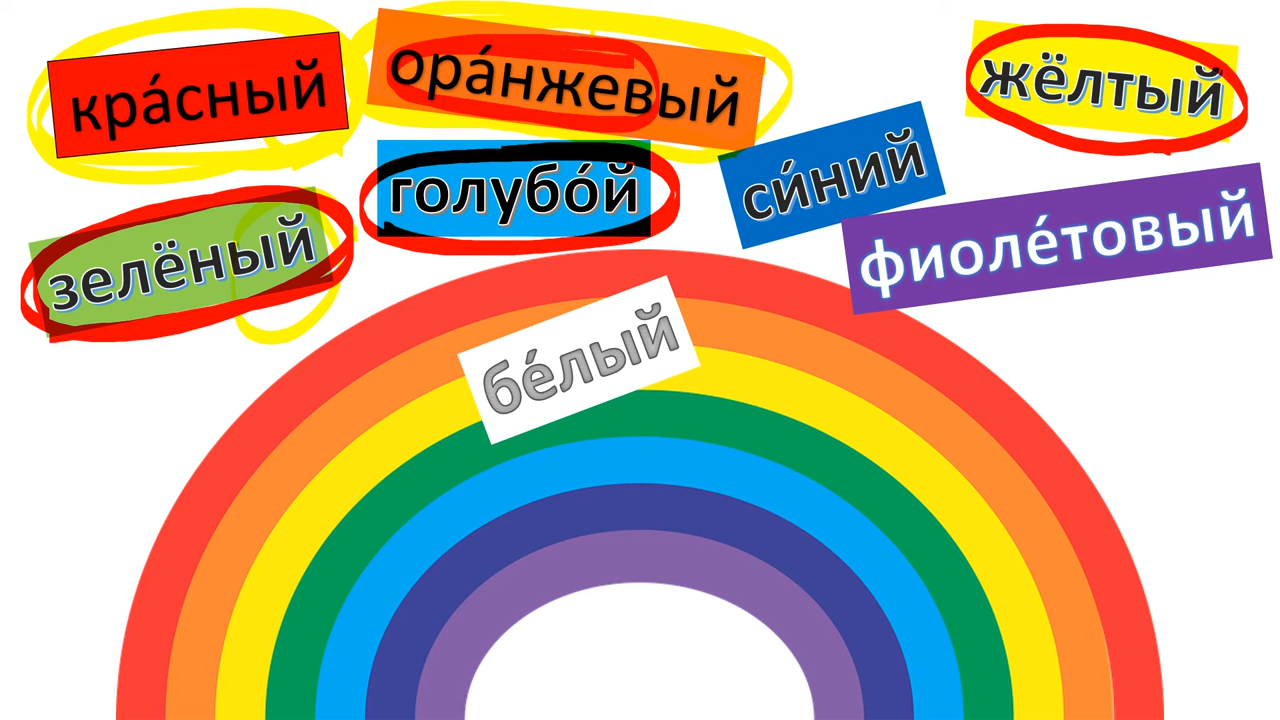 кра́сный
ора́нжевый
жёлтый
голубо́й
си́ний
зелёный
фиоле́товый
бе́лый